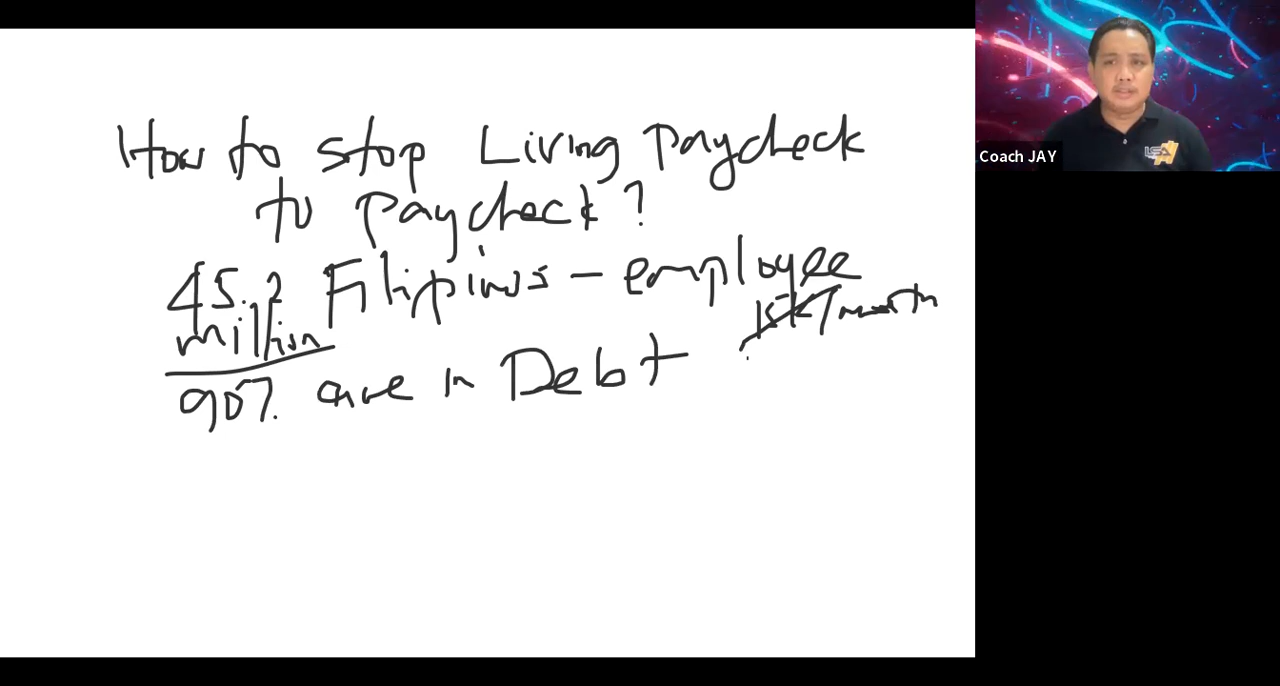 How to stop Living paycheck
to paycheck?
45.2 Filipinos - employee
million
15k/month
90% are in Debt
Coach JAY